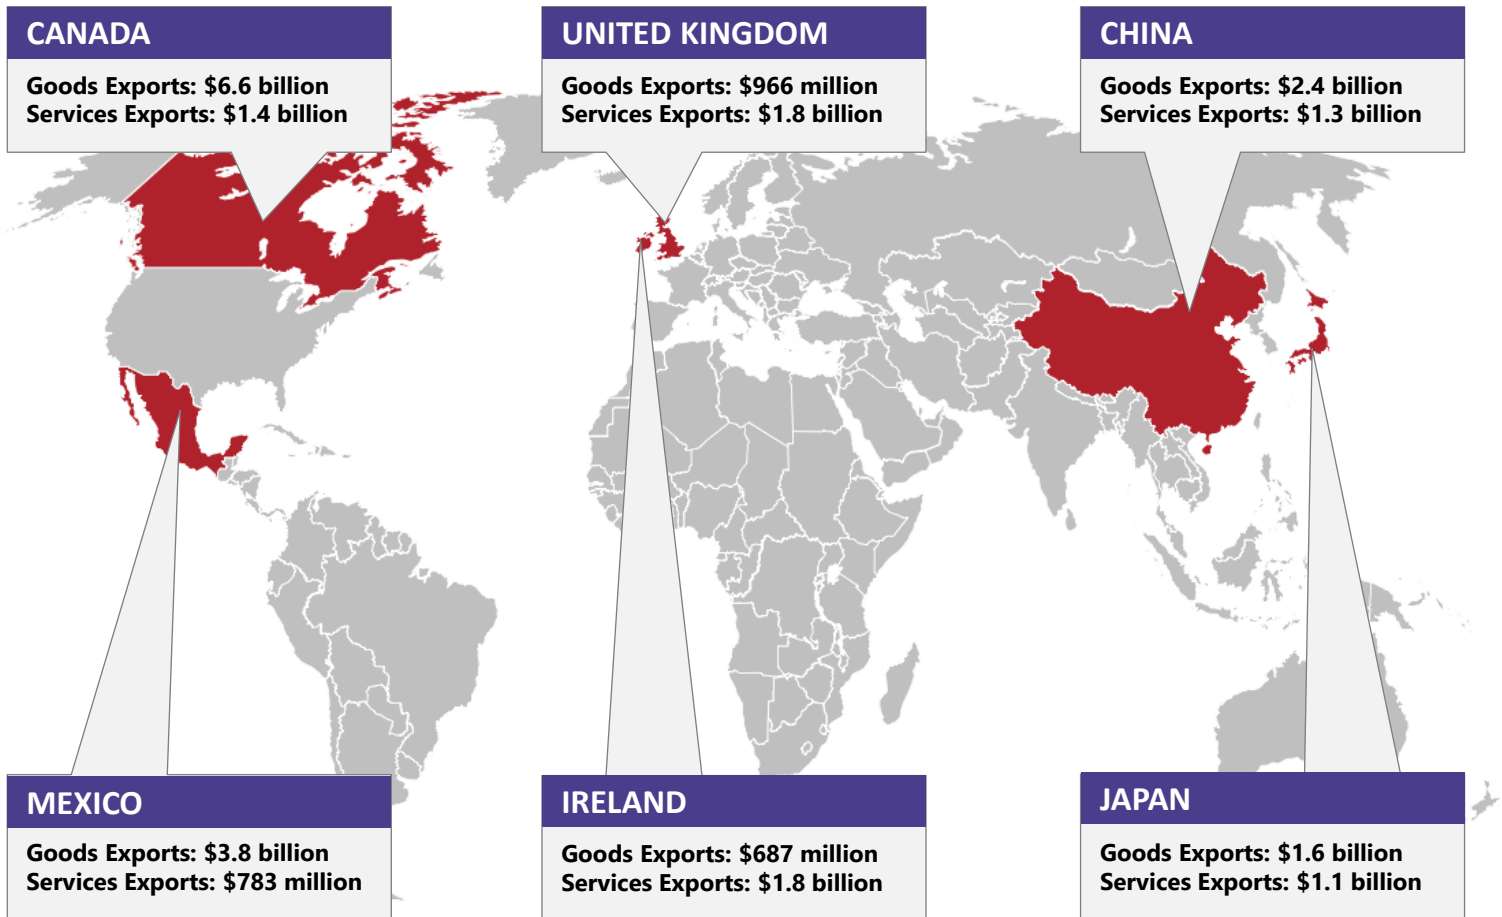 CANADA
Goods Exports: $6.6 billion
Services Exports: $1.4 billion
UNITED KINGDOM
Goods Exports: $966 million
Services Exports: $1.8 billion
CHINA
Goods Exports: $2.4 billion
Services Exports: $1.3 billion
MEXICO
Goods Exports: $3.8 billion
Services Exports: $783 million
IRELAND
Goods Exports: $687 million
Services Exports: $1.8 billion
JAPAN
Goods Exports: $1.6 billion
Services Exports: $1.1 billion